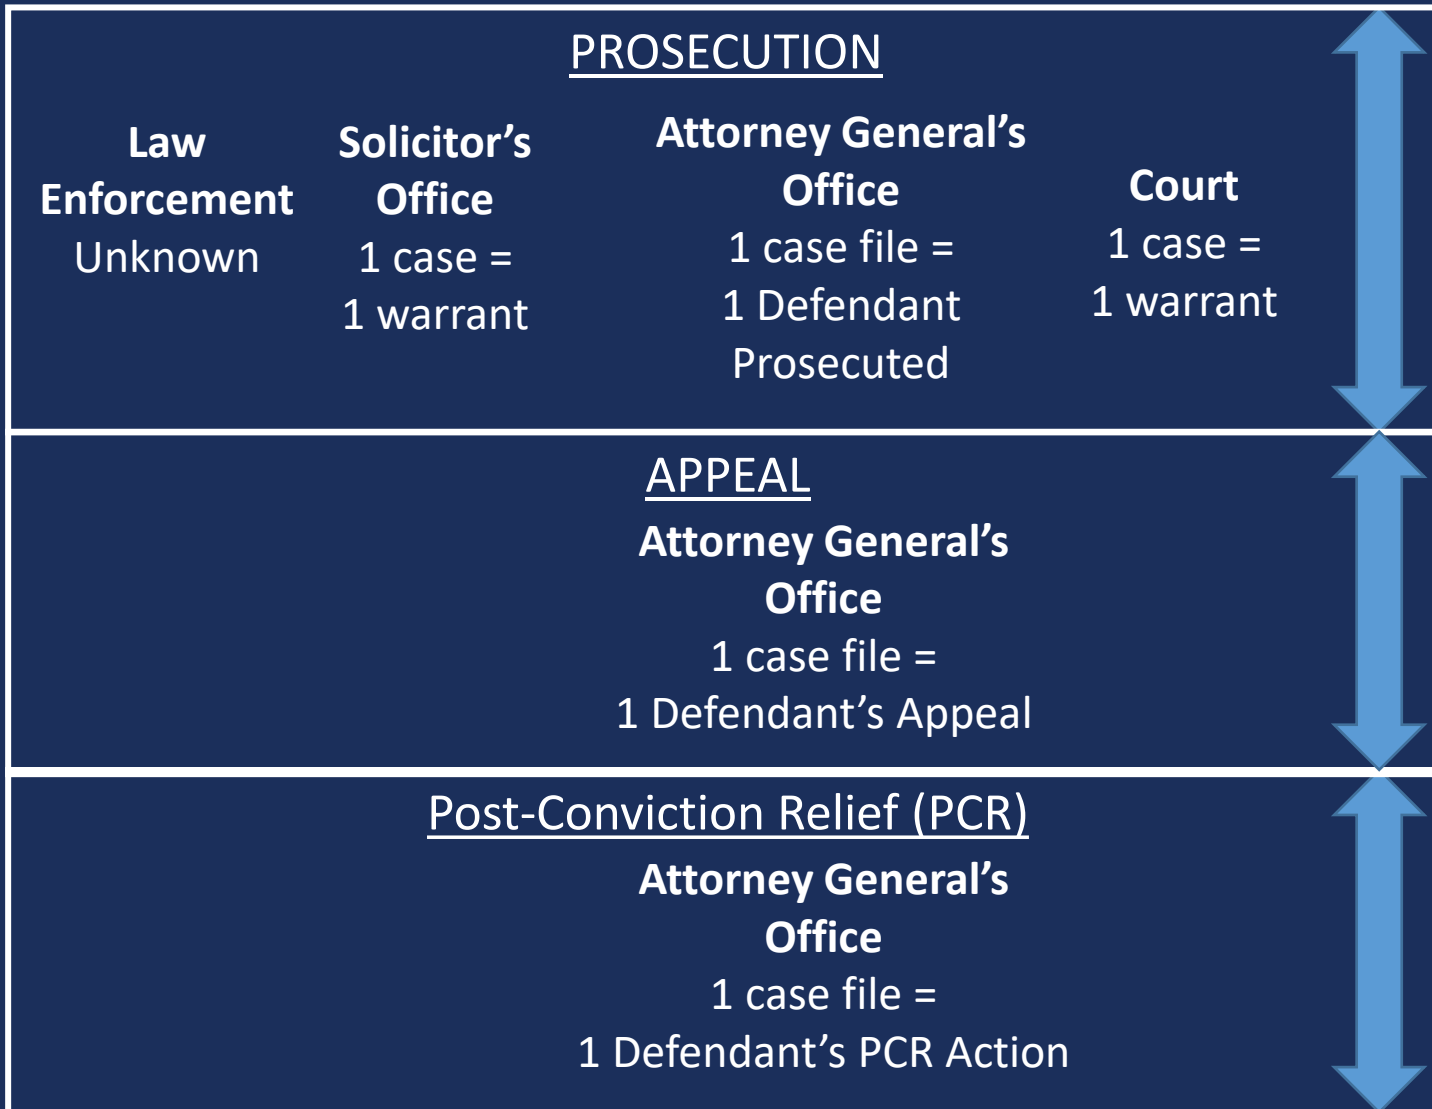 PROSECUTION
Law
Enforcement
Unknown
Solicitor’s
Office
1 case =
1 warrant
Attorney General’s
Office
1 case file =
1 Defendant
Prosecuted
Court
1 case =
1 warrant
APPEAL
Attorney General’s
Office
1 case file =
1 Defendant’s Appeal
Post-Conviction Relief (PCR)
Attorney General’s
Office
1 case file =
1 Defendant’s PCR Action